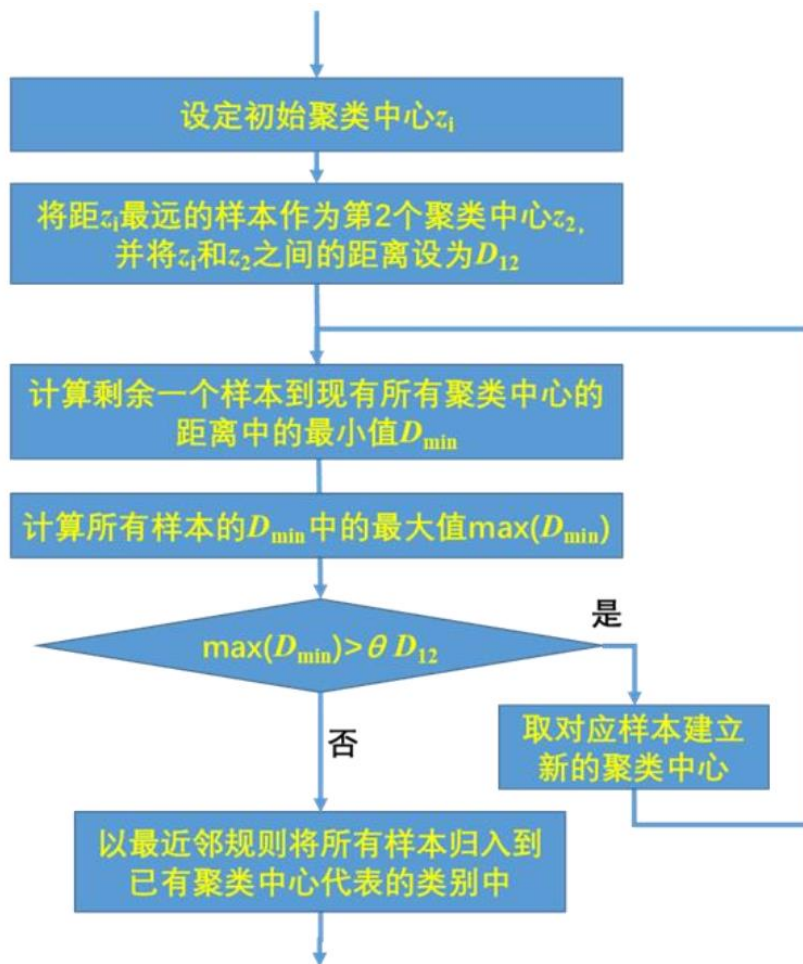 设定初始聚类中心zi
将距zi最远的样本作为第2个聚类中心z2,
并将zi和z2之间的距离设为D12
计算剩余一个样本到现有所有聚类中心的
距离中的最小值Dmin
计算所有样本的Dmin中的最大值max(Dmin)
max(Dmin)>θ D12
是
否
取对应样本建立
新的聚类中心
以最近邻规则将所有样本归入到
已有聚类中心代表的类别中